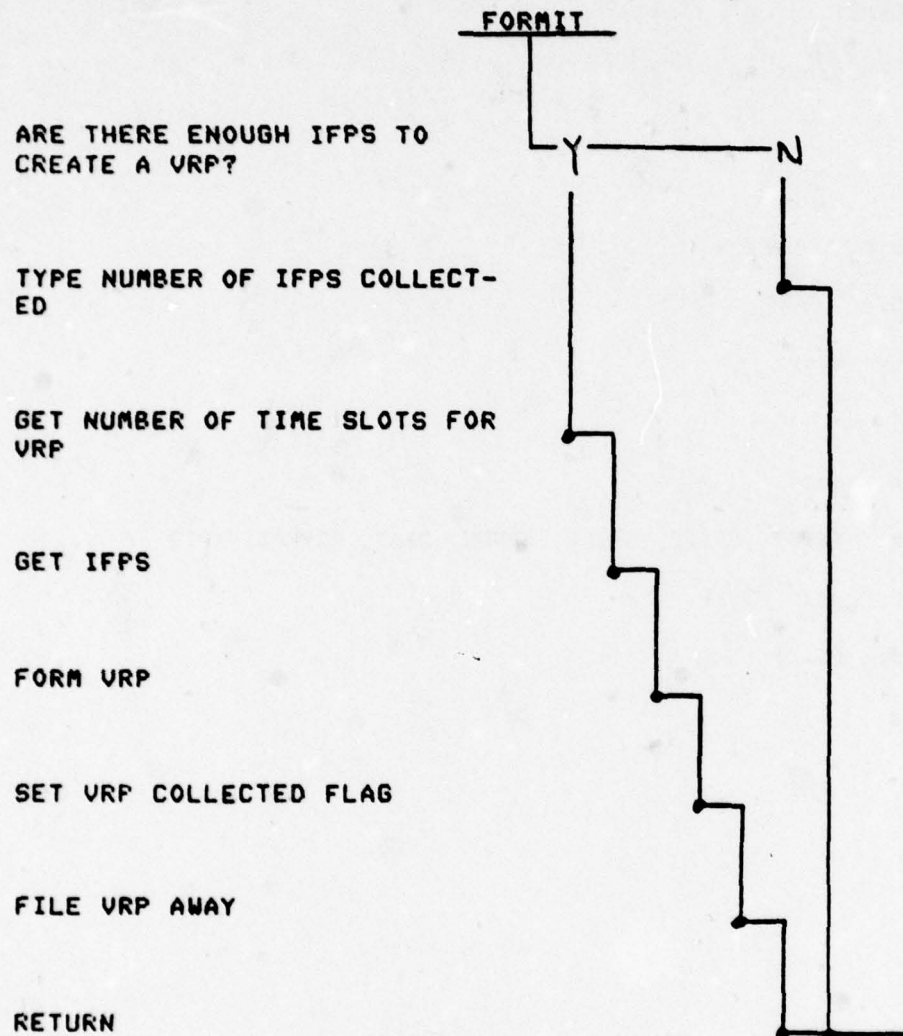 FORMIT
ARE THERE ENOUGH IFPS TO
CREATE A VRP?
Y
N
TYPE NUMBER OF IFPS COLLECT-
ED
GET NUMBER OF TIME SLOTS FOR
VRP
GET IFPS
FORM VRP
SET VRP COLLECTED FLAG
FILE VRP AWAY
RETURN